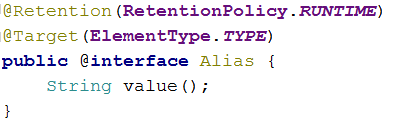 @Retention(RetentionPolicy.RUNTIME)
@Target(ElementType.TYPE)
public @interface Alias {
    String value();
}